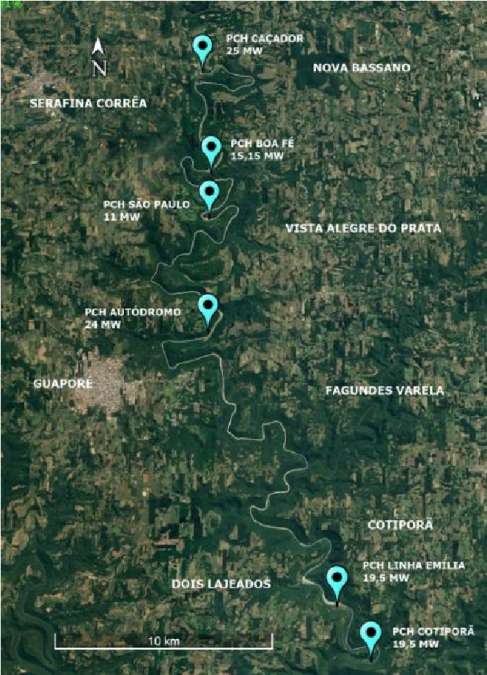 PCH CAÇADOR
25 MW
N
NOVA BASSANO
SERAFINA CORRÊA
PCH BOA FÉ
15,15 MW
PCH SÃO PAULO
11 MW
VISTA ALEGRE DO PRATA
PCH AUTÓDROMO
24 MW
GUAPORÉ
FAGUNDES VARELA
COTIPORÃ
PCH LINHA EMILIA
19,5 MW
DOIS LAJEADOS
PCH COTIPORÃ
19,5 MW
10 km